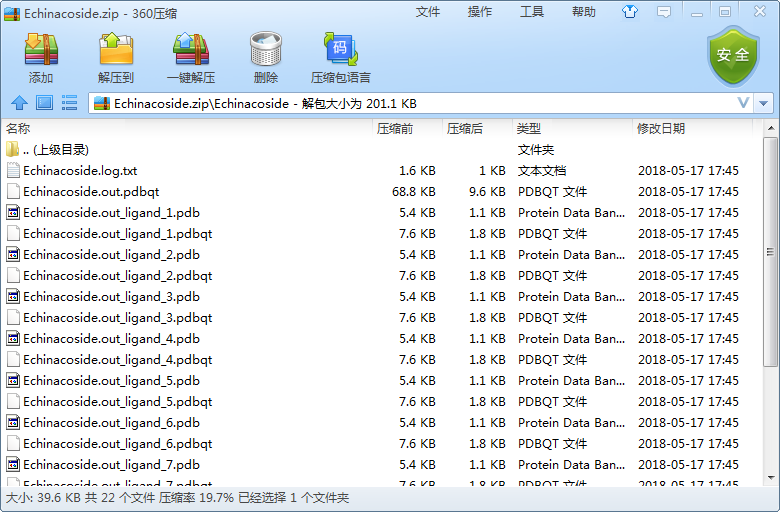 Echinacoside.zip - 360压缩
文件 操作 工具 帮助
添加 解压到 一键解压 删除 码 压缩包语言 安全
Echinacoside.zip\Echinacoside - 解包大小为 201.1 KB
名称 压缩前 压缩后 类型 修改日期
.. (上级目录) 文件夹
Echinacoside.log.txt 1.6 KB 1 KB 文本文档 2018-05-17 17:45
Echinacoside.out.pdbqt 68.8 KB 9.6 KB PDBQT 文件 2018-05-17 17:45
Echinacoside.out_ligand_1.pdb 5.4 KB 1.1 KB Protein Data Ban... 2018-05-17 17:45
Echinacoside.out_ligand_1.pdbqt 7.6 KB 1.8 KB PDBQT 文件 2018-05-17 17:45
Echinacoside.out_ligand_2.pdb 5.4 KB 1.1 KB Protein Data Ban... 2018-05-17 17:45
Echinacoside.out_ligand_2.pdbqt 7.6 KB 1.8 KB PDBQT 文件 2018-05-17 17:45
Echinacoside.out_ligand_3.pdb 5.4 KB 1.1 KB Protein Data Ban... 2018-05-17 17:45
Echinacoside.out_ligand_3.pdbqt 7.6 KB 1.8 KB PDBQT 文件 2018-05-17 17:45
Echinacoside.out_ligand_4.pdb 5.4 KB 1.1 KB Protein Data Ban... 2018-05-17 17:45
Echinacoside.out_ligand_4.pdbqt 7.6 KB 1.8 KB PDBQT 文件 2018-05-17 17:45
Echinacoside.out_ligand_5.pdb 5.4 KB 1.1 KB Protein Data Ban... 2018-05-17 17:45
Echinacoside.out_ligand_5.pdbqt 7.6 KB 1.8 KB PDBQT 文件 2018-05-17 17:45
Echinacoside.out_ligand_6.pdb 5.4 KB 1.1 KB Protein Data Ban... 2018-05-17 17:45
Echinacoside.out_ligand_6.pdbqt 7.6 KB 1.8 KB PDBQT 文件 2018-05-17 17:45
Echinacoside.out_ligand_7.pdb 5.4 KB 1.1 KB Protein Data Ban... 2018-05-17 17:45
Echinacoside.out_ligand_7.pdbqt 7.6 KB 1.8 KB PDBQT 文件 2018-05-17 17:45
大小: 39.6 KB 共 22 个文件 压缩率 19.7% 已经选择 1 个文件夹